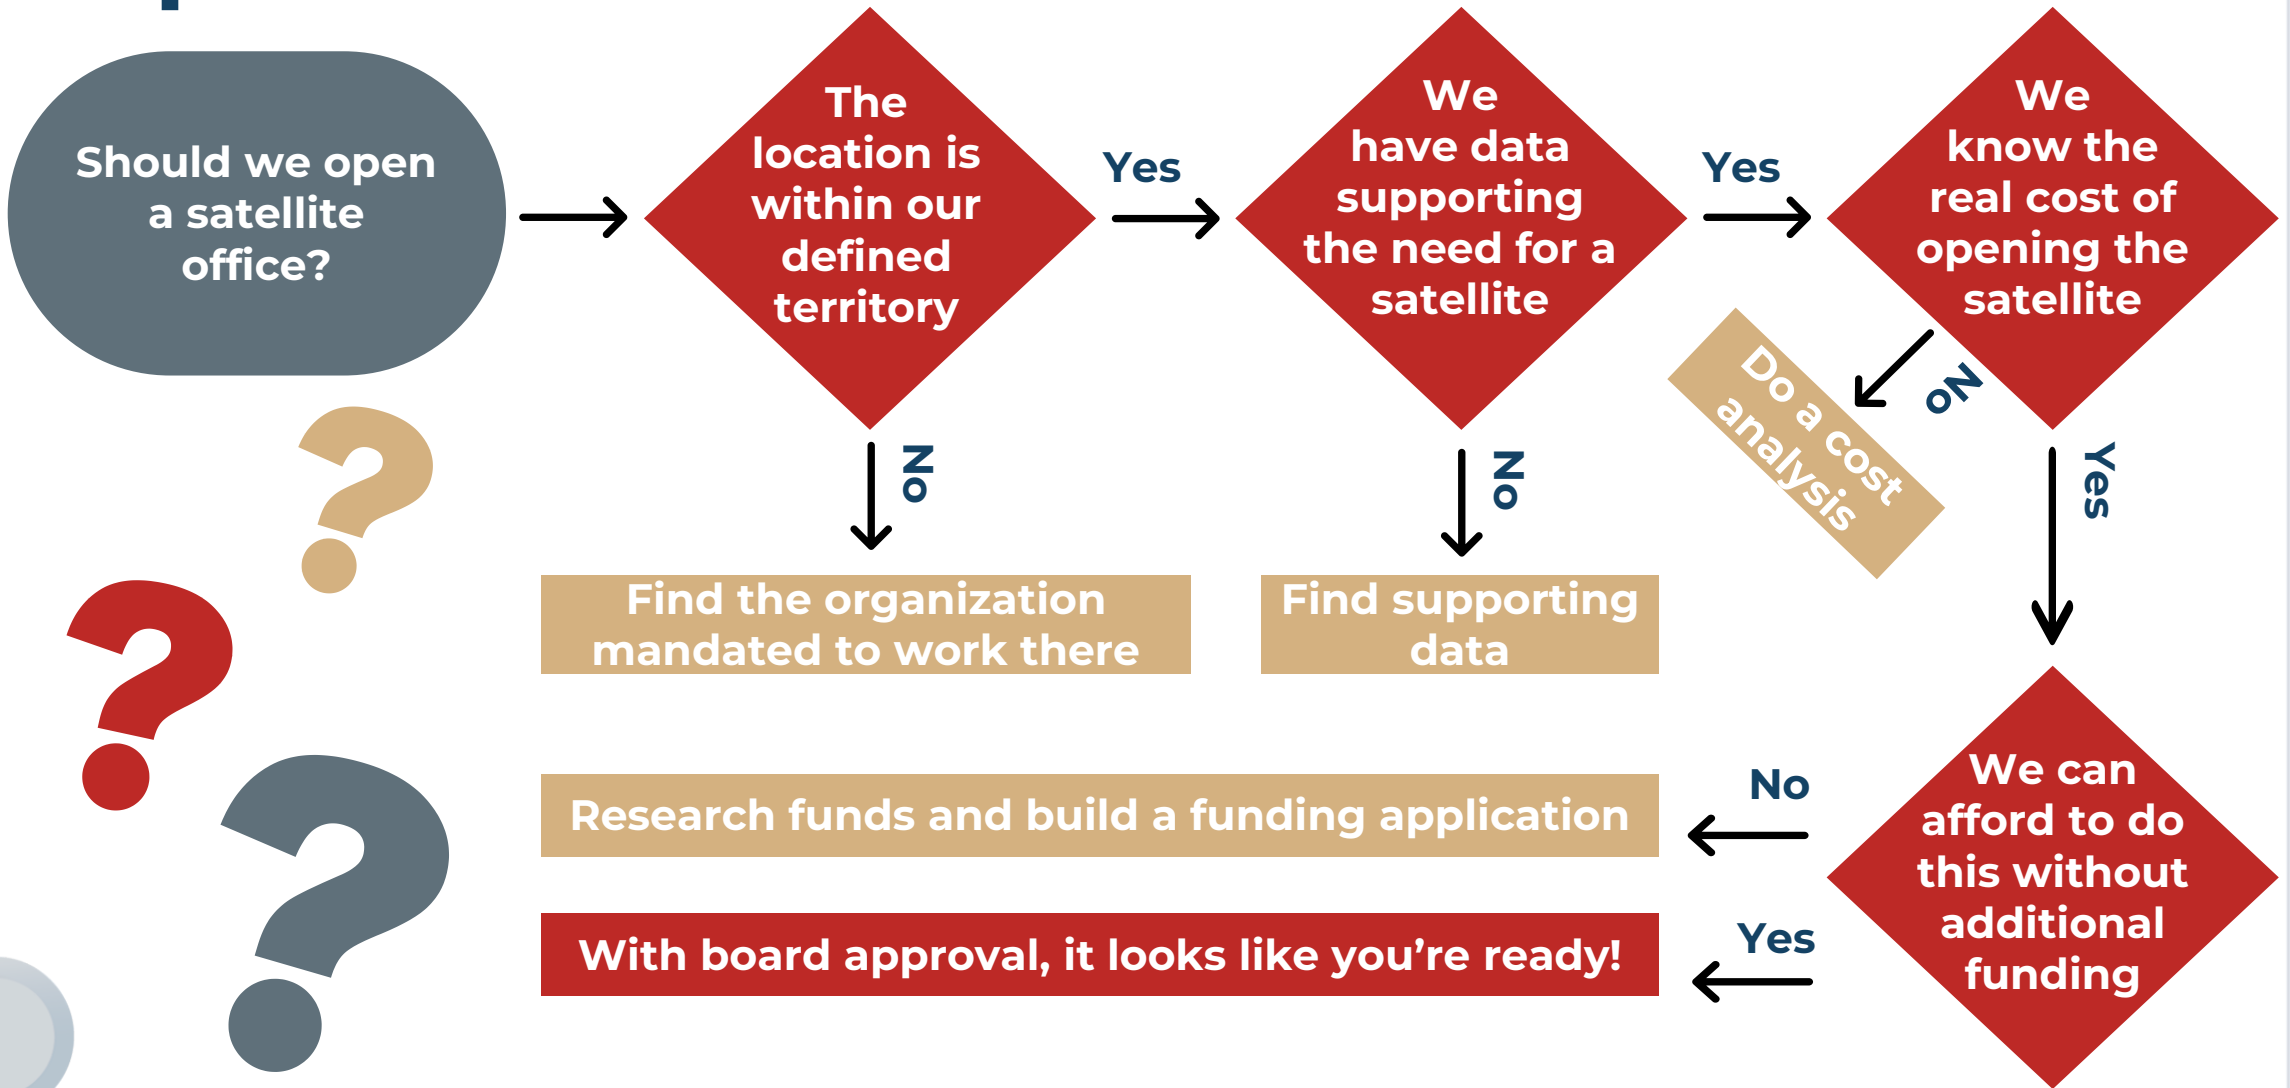 Should we open
a satellite
office?
The
location is
within our
defined
territory
Yes
We
have data
supporting
the need for a
satellite
Yes
We
know the
real cost of
opening the
satellite
No
Find the organization
mandated to work there
No
Find supporting
data
No
Do a cost
analysis
Yes
We can
afford to do
this without
additional
funding
No
Research funds and build a funding application
Yes
With board approval, it looks like you’re ready!